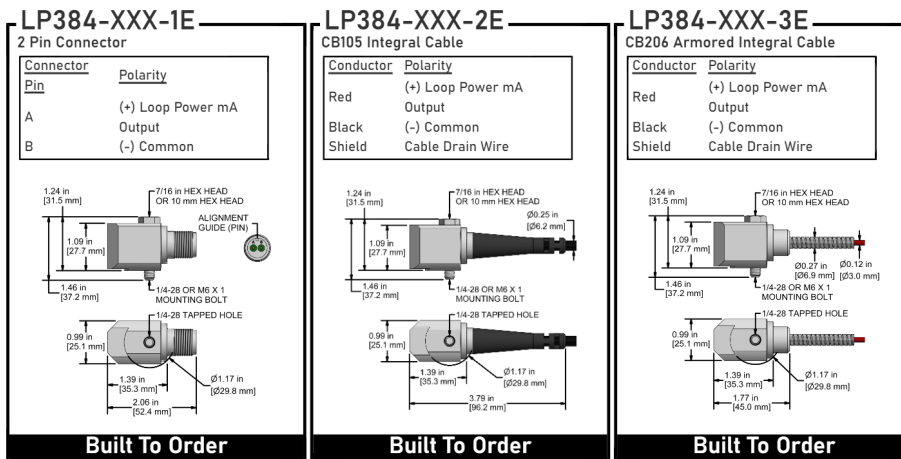 LP384-XXX-1E
2 Pin Connector
Connector
Pin
Polarity
A
(+) Loop Power mA
Output
B
(-) Common
1.24 in
[31.5 mm]
7/16 in HEX HEAD
OR 10 mm HEX HEAD
ALIGNMENT
GUIDE (PIN)
1.09 in
[27.7 mm]
1.46 in
[37.2 mm]
1/4-28 OR M6 X 1
MOUNTING BOLT
1/4-28 TAPPED HOLE
0.99 in
[25.1 mm]
1.39 in
[35.3 mm]
Ø1.17 in
[Ø29.8 mm]
2.06 in
[52.4 mm]
Built To Order
LP384-XXX-2E
CB105 Integral Cable
Conductor Polarity
Red
(+) Loop Power mA
Output
Black (-) Common
Shield Cable Drain Wire
1.24 in
[31.5 mm]
7/16 in HEX HEAD
OR 10 mm HEX HEAD
Ø0.25 in
[Ø6.2 mm]
1.09 in
[27.7 mm]
1.46 in
[37.2 mm]
1/4-28 OR M6 X 1
MOUNTING BOLT
1/4-28 TAPPED HOLE
0.99 in
[25.1 mm]
1.39 in
[35.3 mm]
Ø1.17 in
[Ø29.8 mm]
3.79 in
[96.2 mm]
Built To Order
LP384-XXX-3E
CB206 Armored Integral Cable
Conductor Polarity
Red
(+) Loop Power mA
Output
Black (-) Common
Shield Cable Drain Wire
1.24 in
[31.5 mm]
7/16 in HEX HEAD
OR 10 mm HEX HEAD
1.09 in
[27.7 mm]
Ø0.27 in
[Ø6.9 mm]
Ø0.12 in
[Ø3.0 mm]
1.46 in
[37.2 mm]
1/4-28 OR M6 X 1
MOUNTING BOLT
1/4-28 TAPPED HOLE
0.99 in
[25.1 mm]
1.39 in
[35.3 mm]
Ø1.17 in
[Ø29.8 mm]
1.77 in
[45.0 mm]
Built To Order